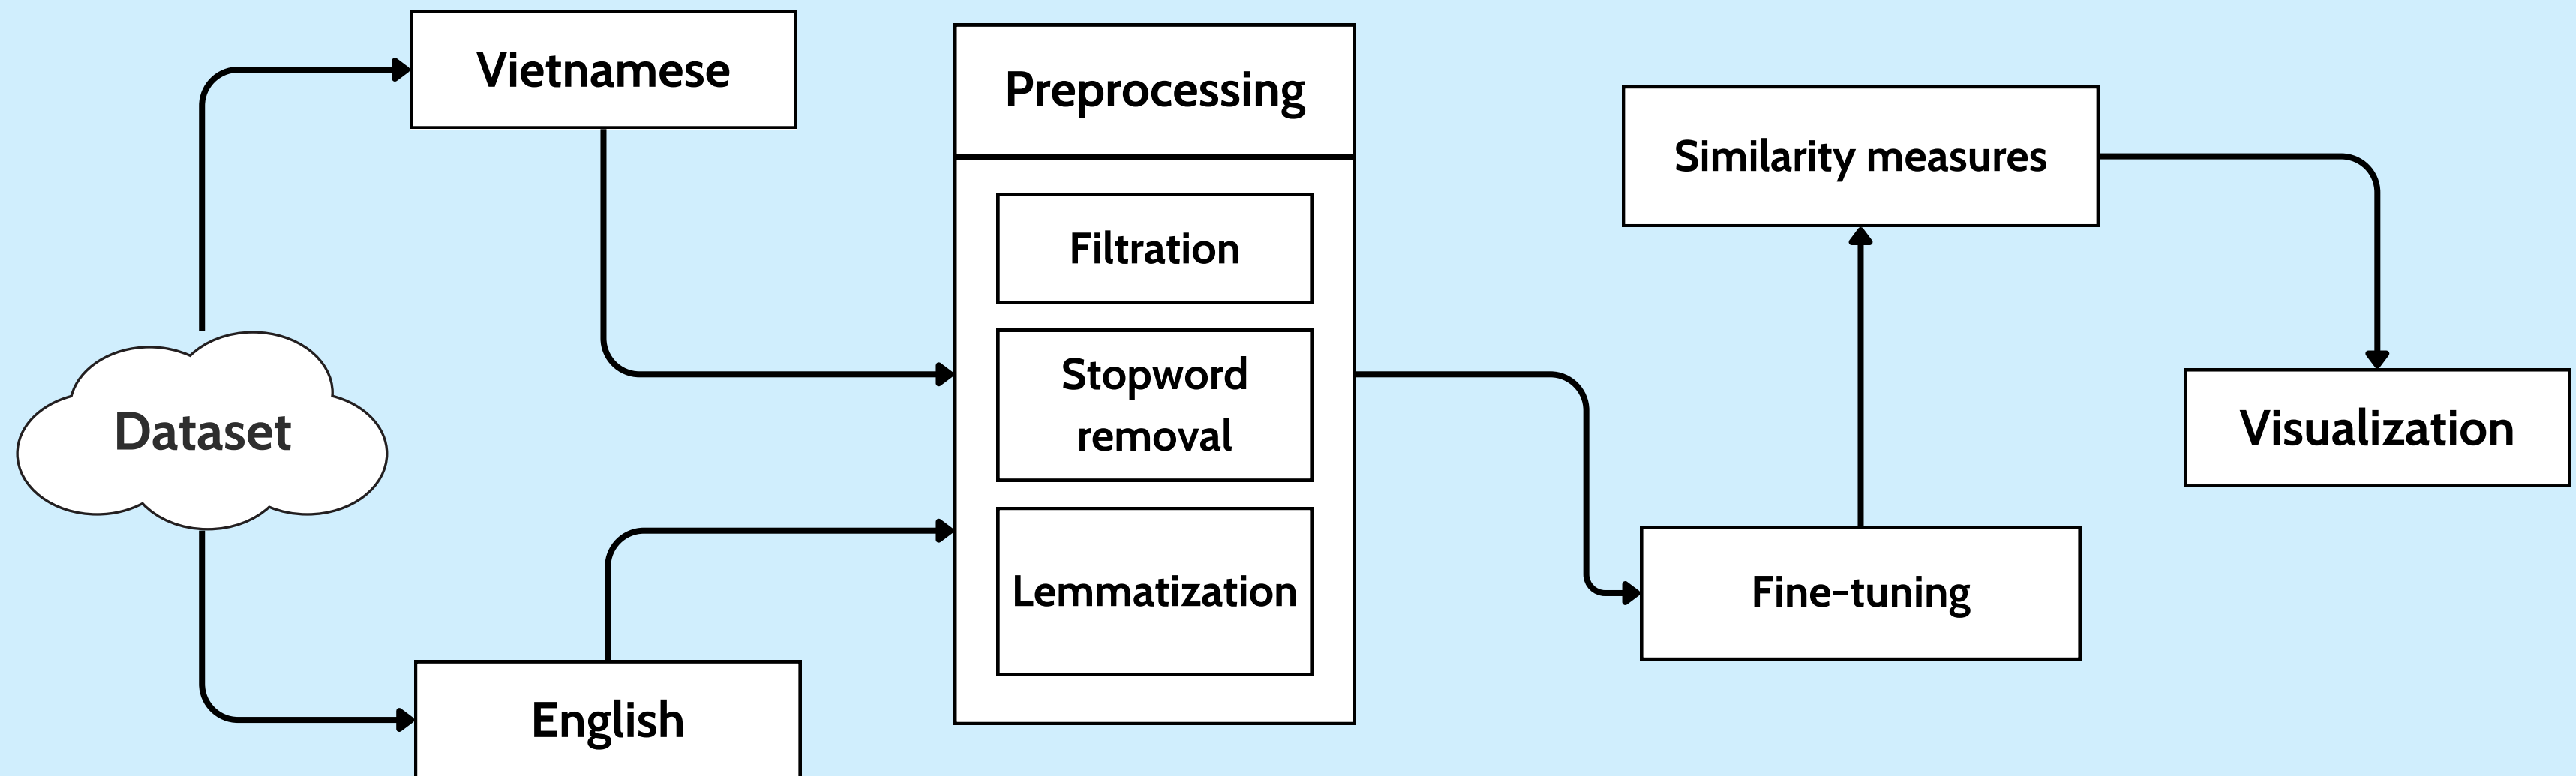 Dataset
Vietnamese
English
Preprocessing
Filtration
Stopword
removal
Lemmatization
Fine-tuning
Similarity measures
Visualization